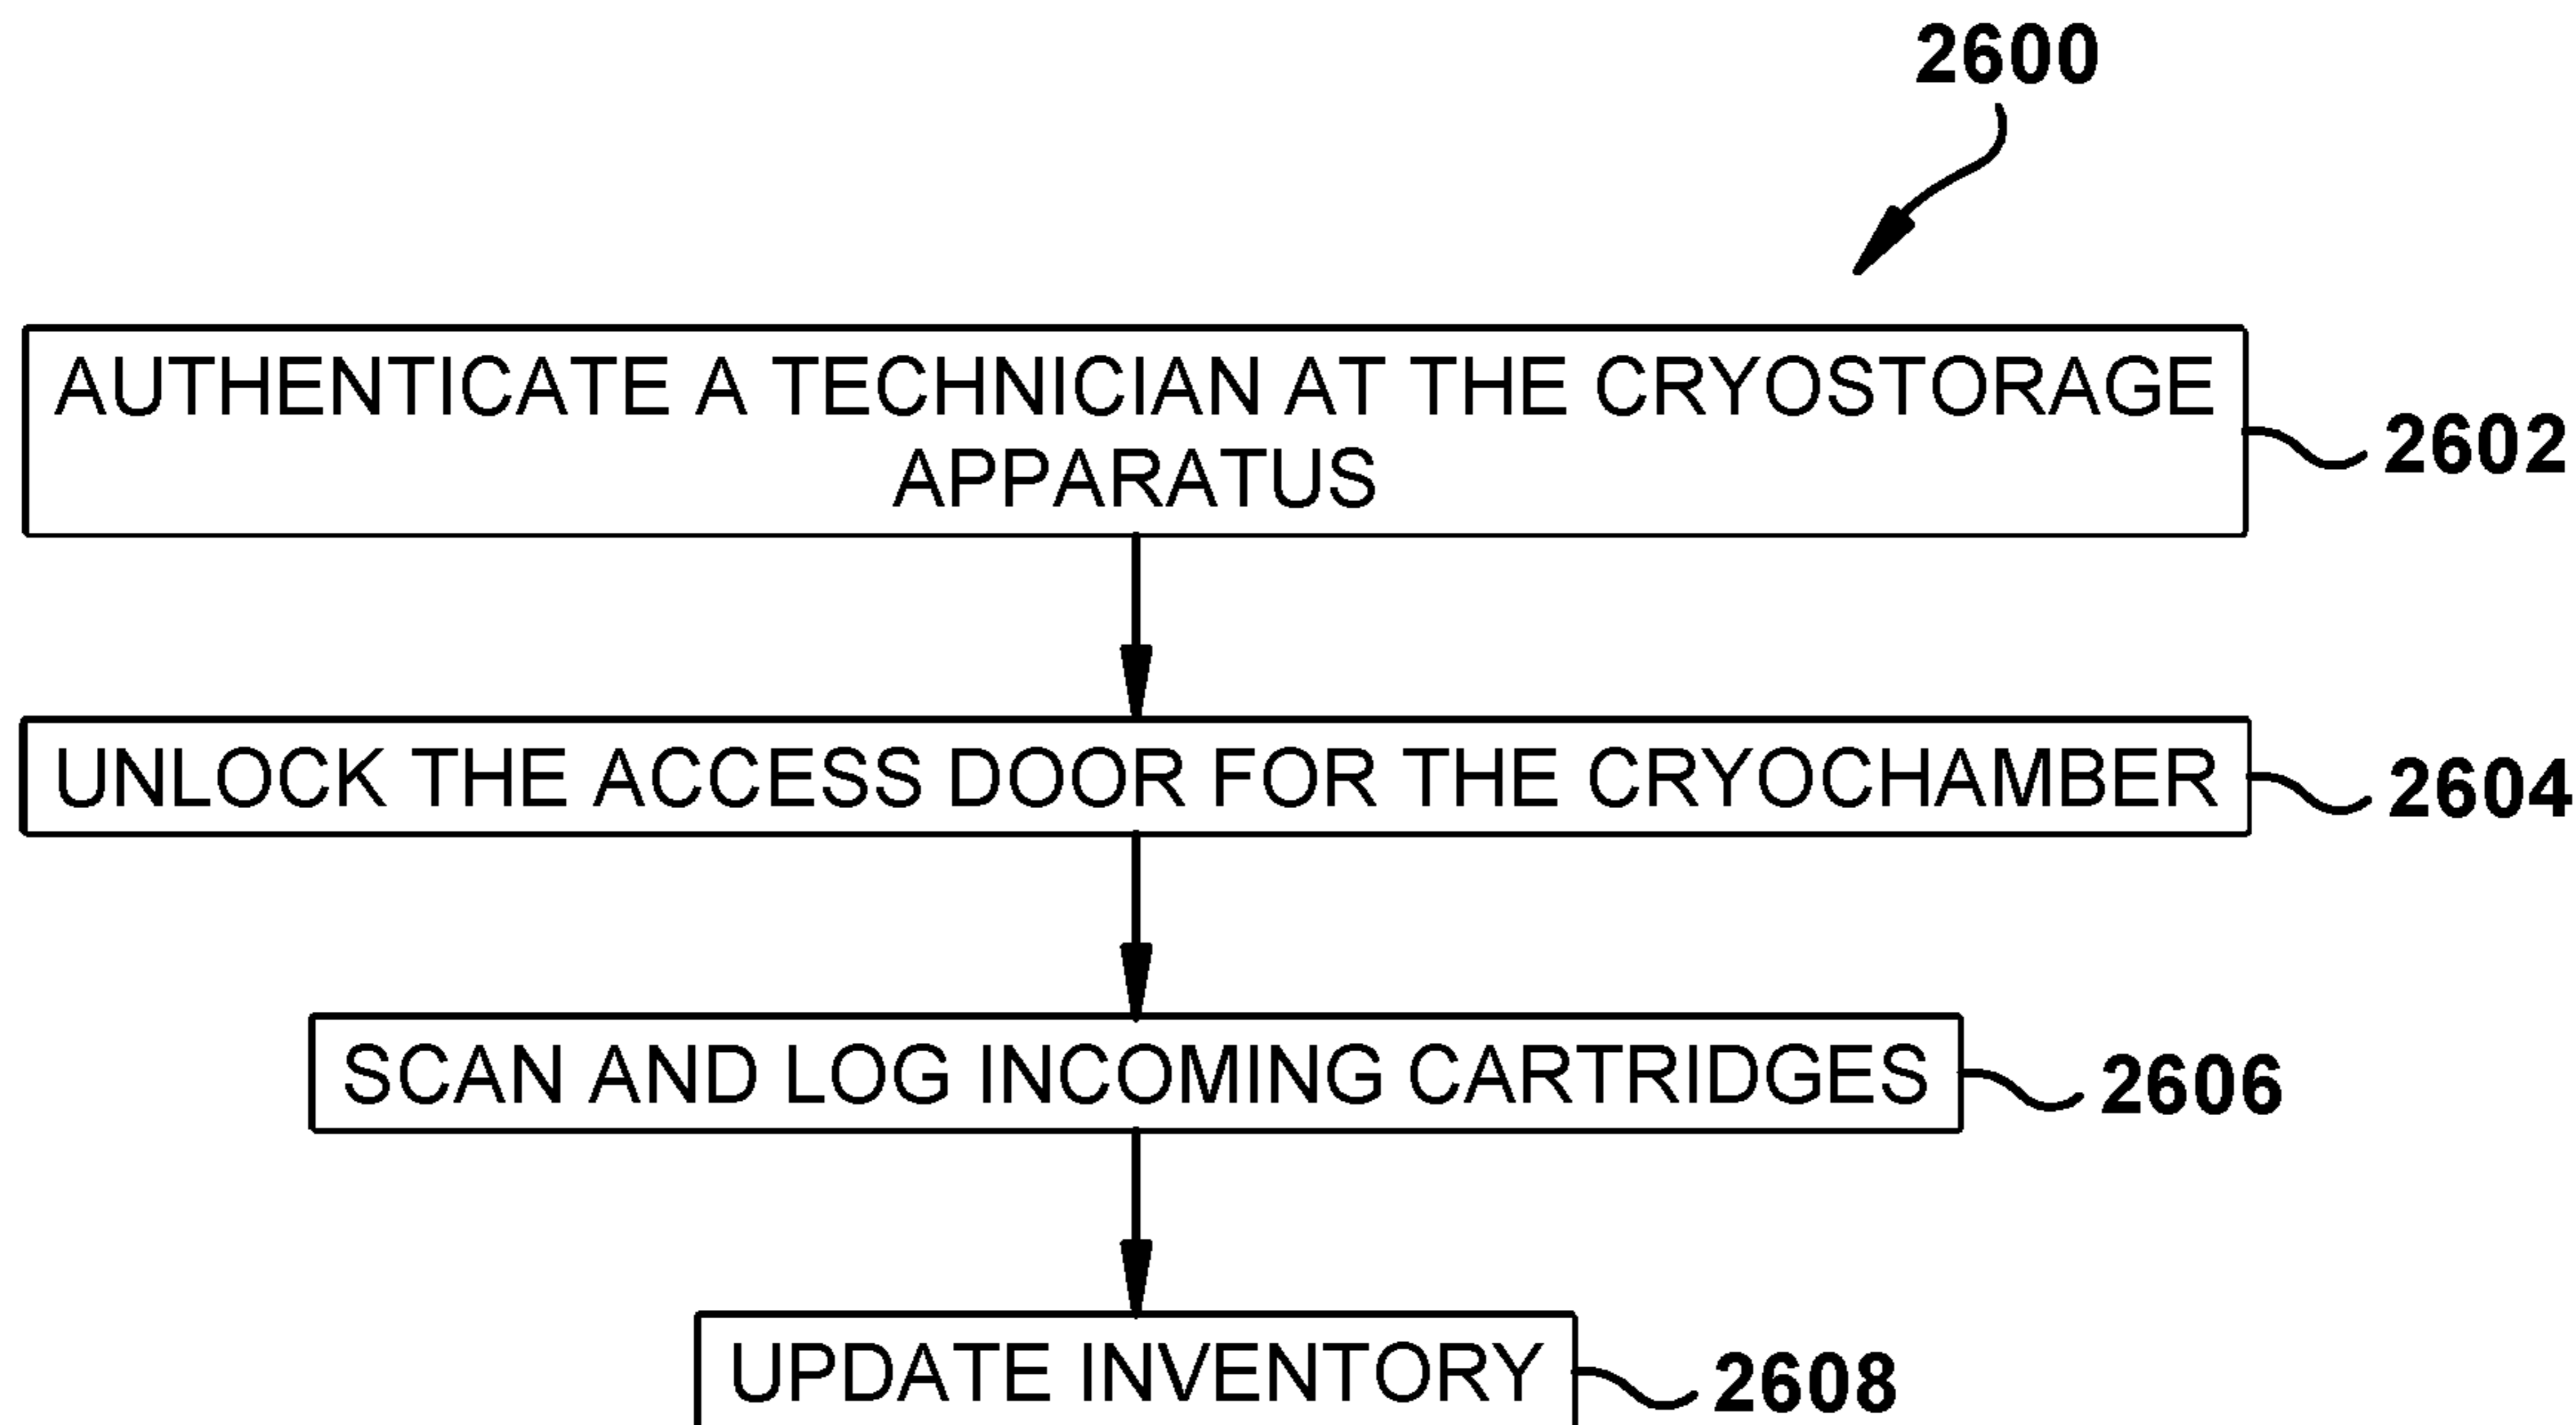 2600
AUTHENTICATE A TECHNICIAN AT THE CRYOSTORAGE
APPARATUS
2602
UNLOCK THE ACCESS DOOR FOR THE CRYOCHAMBER
2604
SCAN AND LOG INCOMING CARTRIDGES
2606
UPDATE INVENTORY
2608